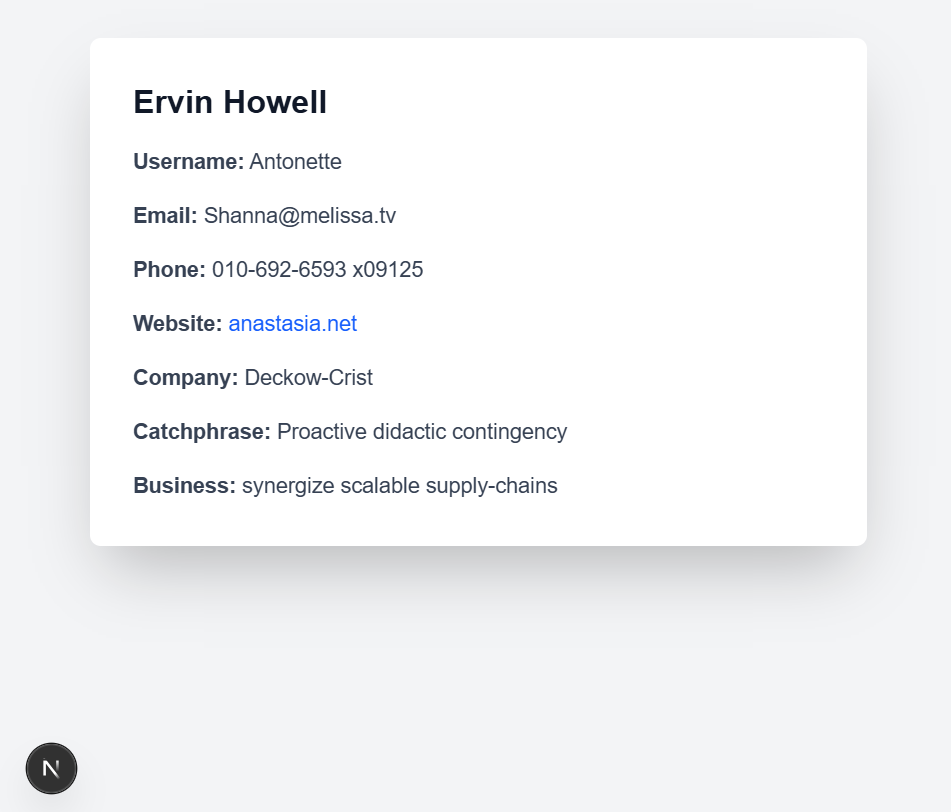 Ervin Howell
Username: Antonette
Email: Shanna@melissa.tv
Phone: 010-692-6593 x09125
Website: anastasia.net
Company: Deckow-Crist
Catchphrase: Proactive didactic contingency
Business: synergize scalable supply-chains
N